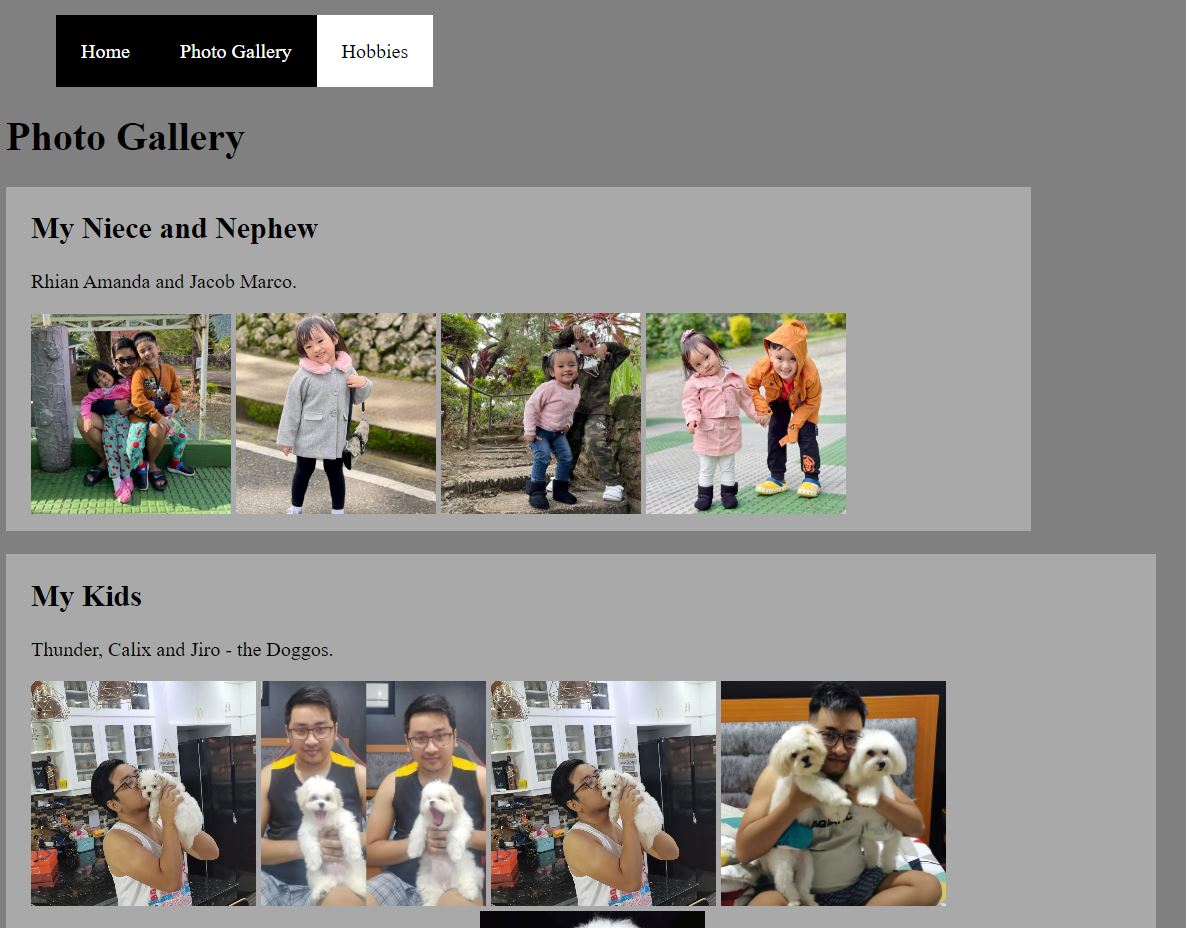 Home Photo Gallery Hobbies
Photo Gallery
My Niece and Nephew
Rhian Amanda and Jacob Marco.
My Kids
Thunder, Calix and Jiro - the Doggos.